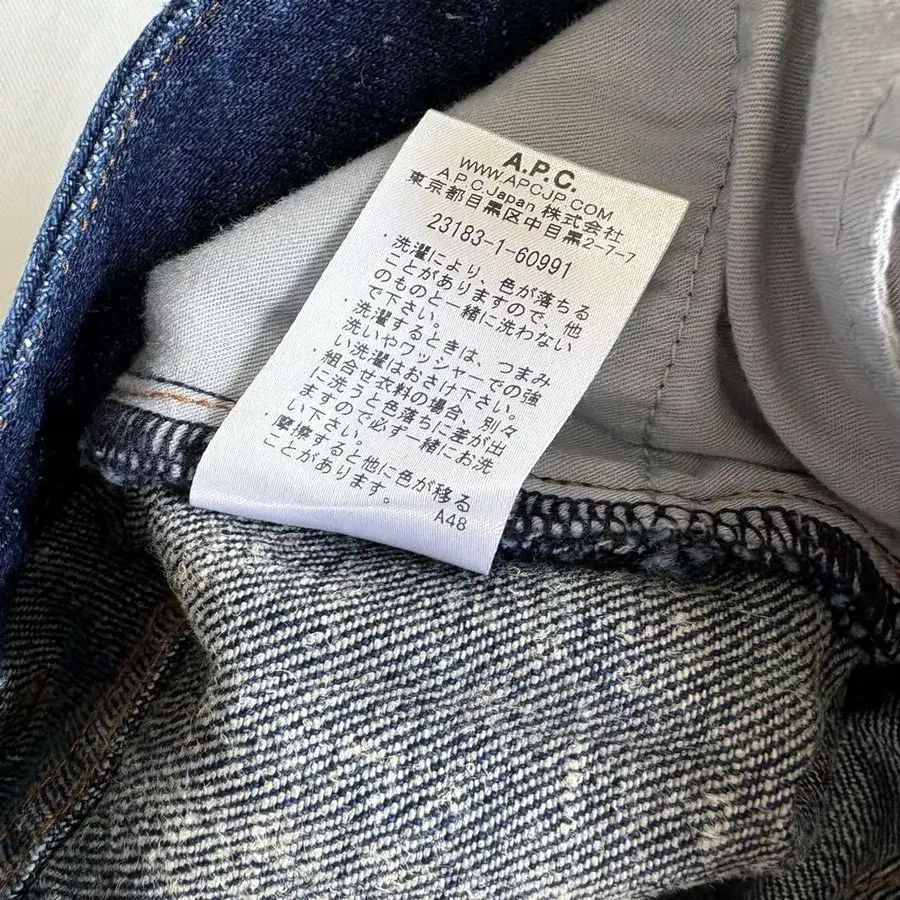 A.P.C.
WWW.APCJP.COM
A.P.C.Japan 株式会社
東京都目黒区中目黒2-7-7
23183-1-60991
・洗濯により、色が落ちる
ことがありますので、他
のものと一緒に洗わない
で下さい。
・洗濯するときは、つまみ
洗いやワッシャーでの強
い洗濯はおさけ下さい。
・組合せ衣料の場合、別々
に洗うと色落ちに差が出
ますので必ず一緒にお洗
い下さい。
・摩擦すると他に色が移る
ことがあります。
A48